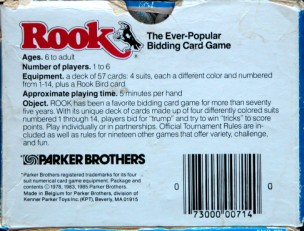 Rook
The Ever-Popular
Bidding Card Game
Ages. 6 to adult
Number of players. 1 to 6
Equipment. a deck of 57 cards: 4 suits, each a different color and numbered
from 1-14, plus a Rook Bird card.
Approximate playing time. 5 minutes per hand
Object. ROOK has been a favorite bidding card game for more than seventy
five years. With its unique deck of cards made up of four differently colored suits
numbered 1 through 14, players bid for "trump" and try to win "tricks" to score
points. Play individually or in partnerships. Official Tournament Rules are in-
cluded as well as rules for nineteen other games that offer variety, challenge,
and fun.
PARKER BROTHERS
Parker Brothers registered trademarks for its four
suit numerical card game equipment. Package and
contents © 1978, 1963, 1985 Parker Brothers.
Made in U.S.A. by Parker Brothers, division of
Kenner Parker Toys Inc. (KPT), Beverly, MA 01915
0
0
73000 00714